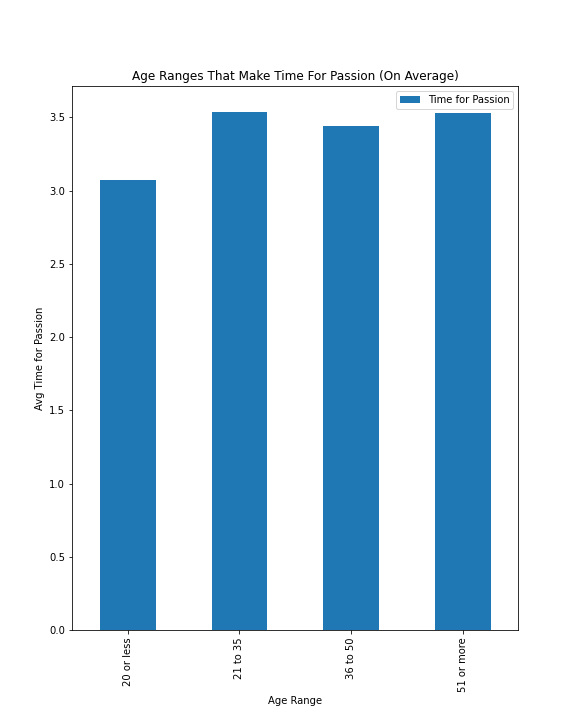 Age Ranges That Make Time For Passion (On Average)
Time for Passion
Avg Time for Passion
3.5
3.0
2.5
2.0
1.5
1.0
0.5
0.0
20 or less
21 to 35
36 to 50
51 or more
Age Range